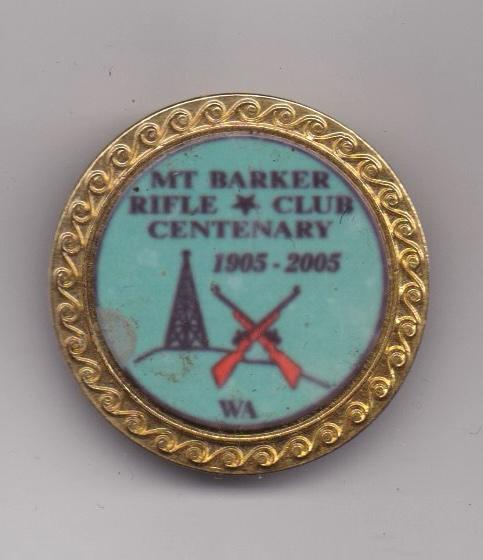 MT BARKER
RIFLE ★ CLUB
CENTENARY
1905 - 2005
WA